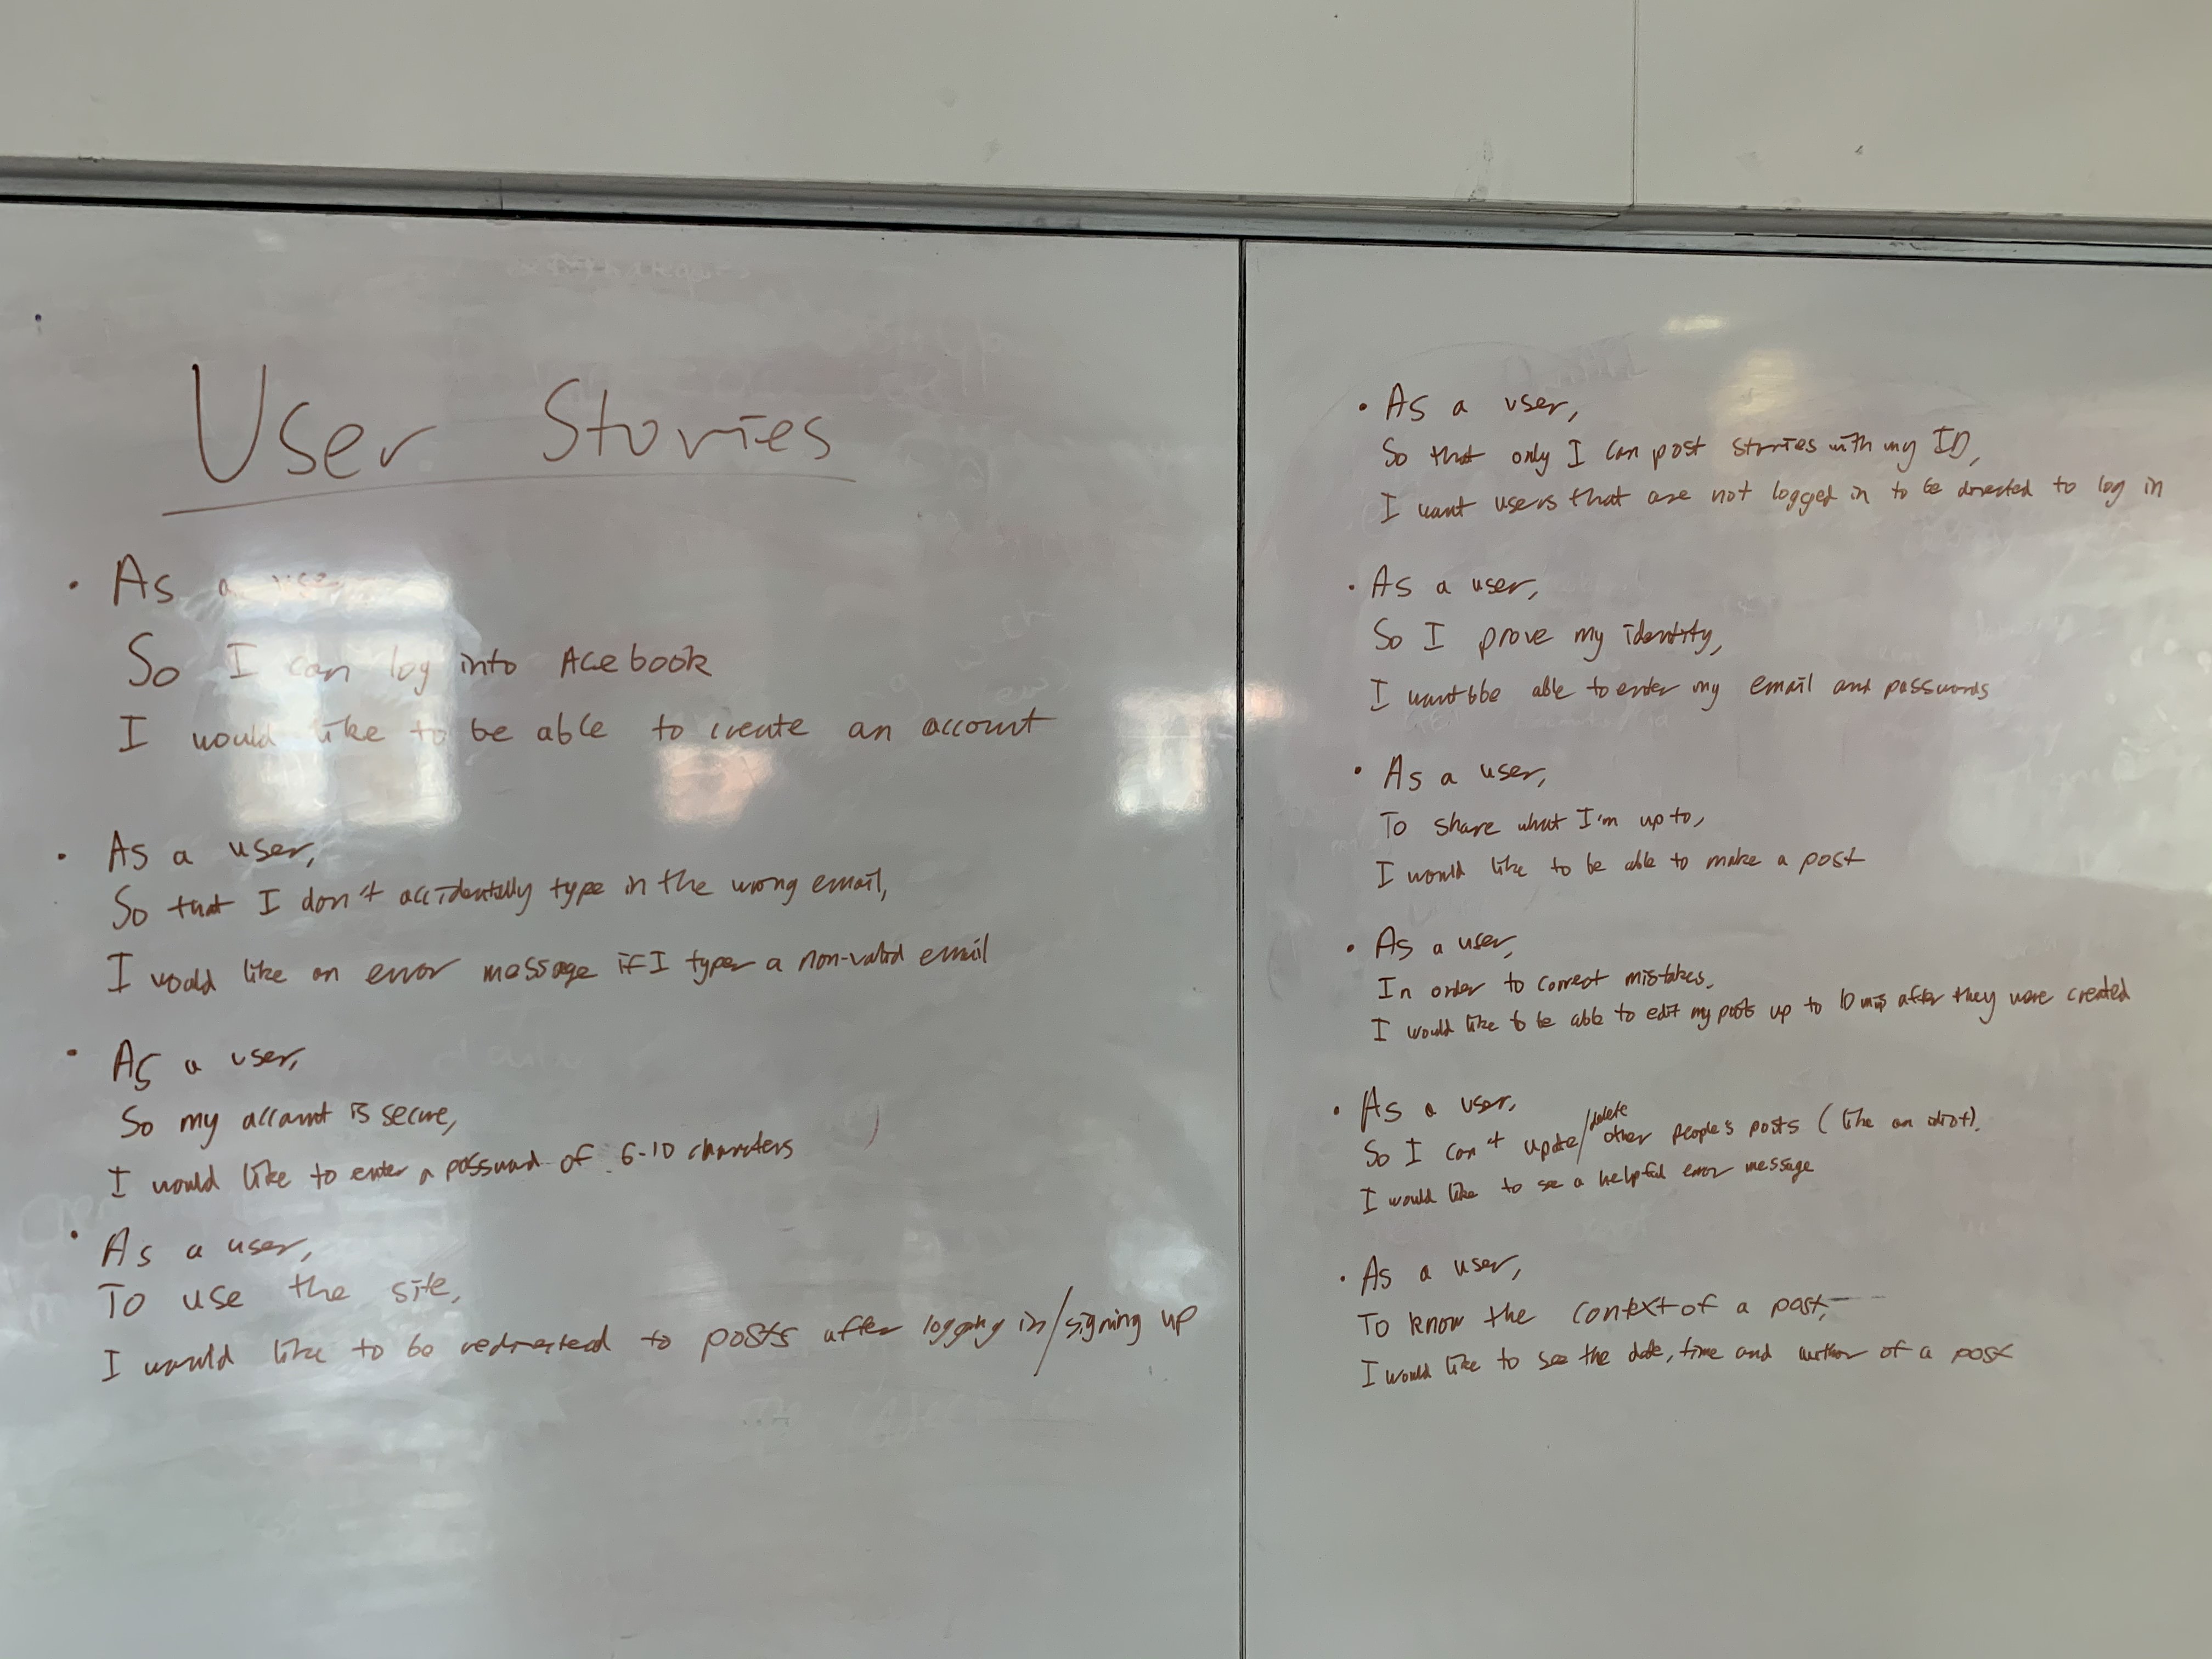 User Stories
· As a user
So I can log into Acebook
I would like to be able to create an account
· As a user,
So that I don't accidentally type in the wrong email,
I would like an error message if I typed a non-valid email
· As a user,
So my account is secure,
I would like to enter a password of 6-10 characters
· As a user,
To use the site,
I would like to be redirected to posts after logging in/signing up
· As a user,
So that only I can post stories with my ID,
I want users that are not logged in to be directed to log in
· As a user,
So I prove my identity,
I want to be able to enter my email and passwords
· As a user,
To share what I'm up to,
I would like to be able to make a post
· As a user,
In order to correct mistakes,
I would like to be able to edit my posts up to 10 mins after they were created
· As a user,
So I can't update/delete other people's posts (like an idiot),
I would like to see a helpful error message
· As a user,
To know the context of a post,
I would like to see the date, time and author of a post